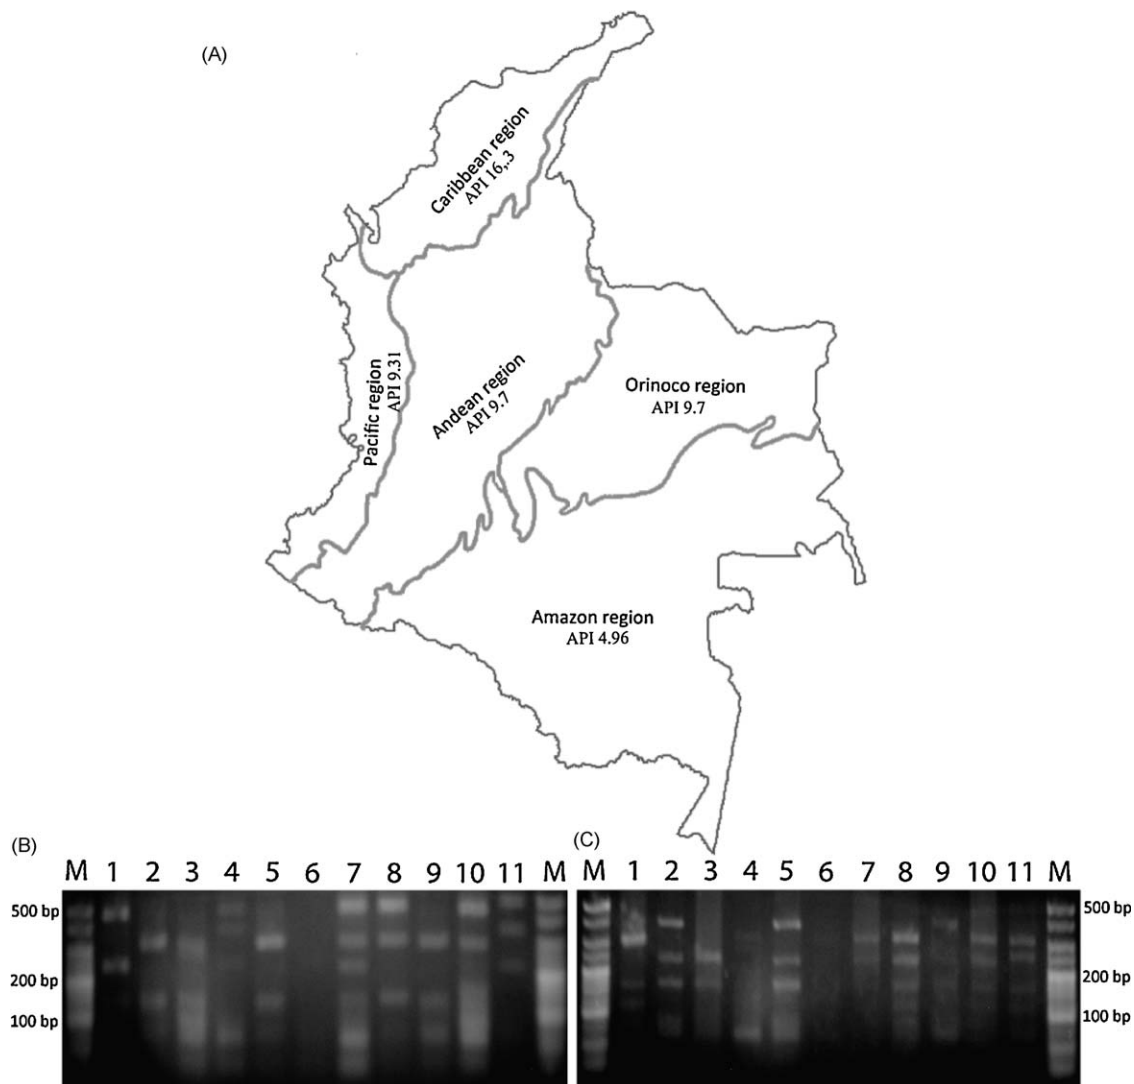 (A)
Caribbean region
API 16,.3
Pacific region
API 9.31
Andean region
API 9.7
Orinoco region
API 9.7
Amazon region
API 4.96
(B)
M 1 2 3 4 5 6 7 8 9 10 11 M
500 bp
200 bp
100 bp
(C)
M 1 2 3 4 5 6 7 8 9 10 11 M
500 bp
200 bp
100 bp